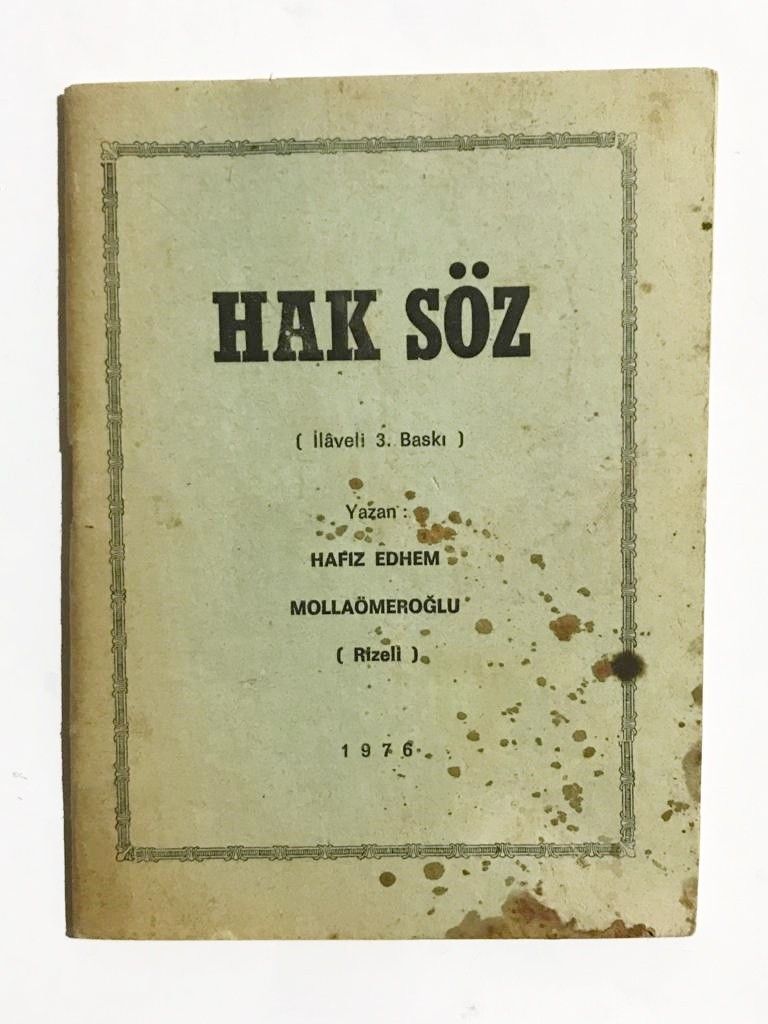 HAK SÖZ
( İlâveli 3. Baskı )
Yazan :
HAFIZ EDHEM
MOLLAÖMEROĞLU
( Rizeli )
1976